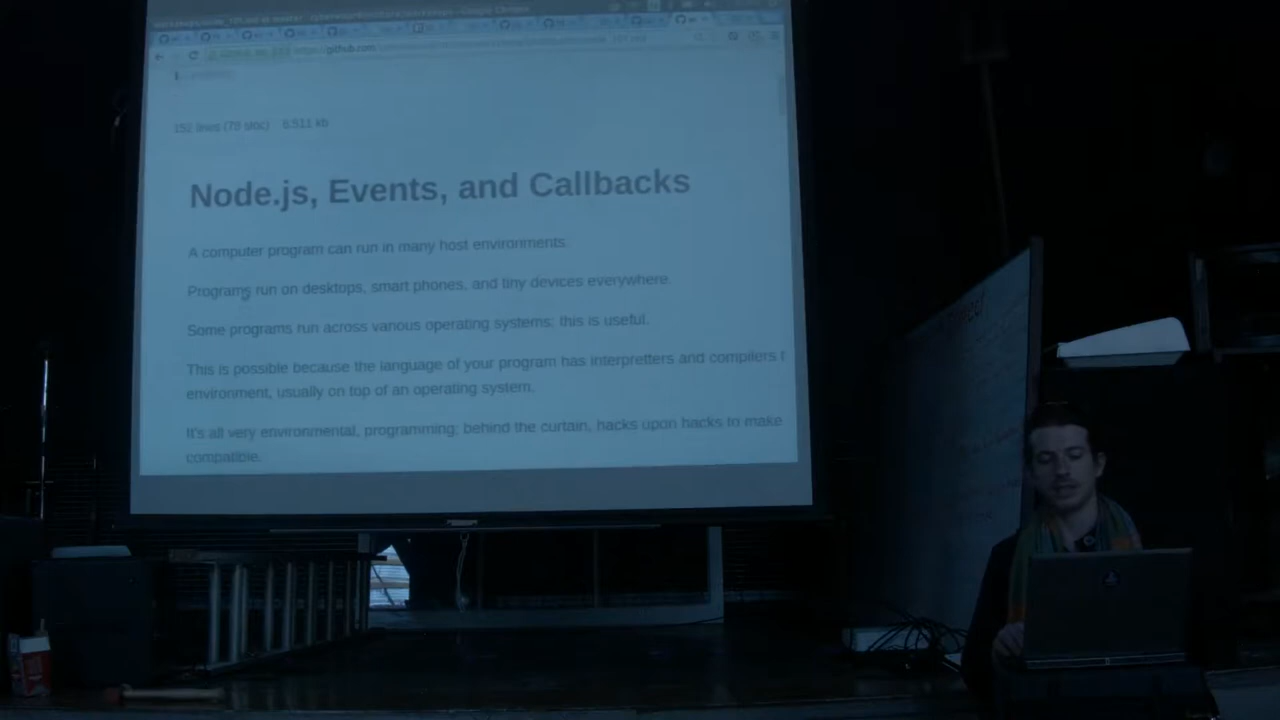 github.com
152 lines (78 sloc) 6.511 kb
Node.js, Events, and Callbacks
A computer program can run in many host environments.
Programs run on desktops, smart phones, and tiny devices everywhere.
Some programs run across various operating systems: this is useful.
This is possible because the language of your program has interpretters and compilers
environment, usually on top of an operating system.
It's all very environmental, programming: behind the curtain, hacks upon hacks to make
compatible.